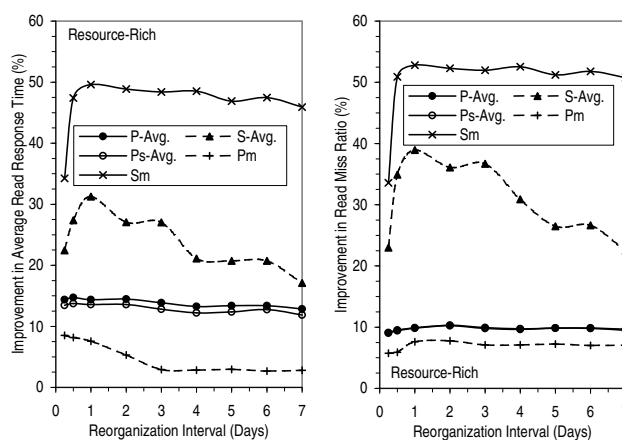 60
50
40
30
20
10
0
Improvement in Average Read Response Time (%)
Resource-Rich
P-Avg.
S-Avg.
Ps-Avg.
Pm
Sm
0 1 2 3 4 5 6 7
Reorganization Interval (Days)
60
50
40
30
20
10
0
Improvement in Read Miss Ratio (%)
P-Avg.
S-Avg.
Ps-Avg.
Pm
Sm
Resource-Rich
0 1 2 3 4 5 6 7
Reorganization Interval (Days)